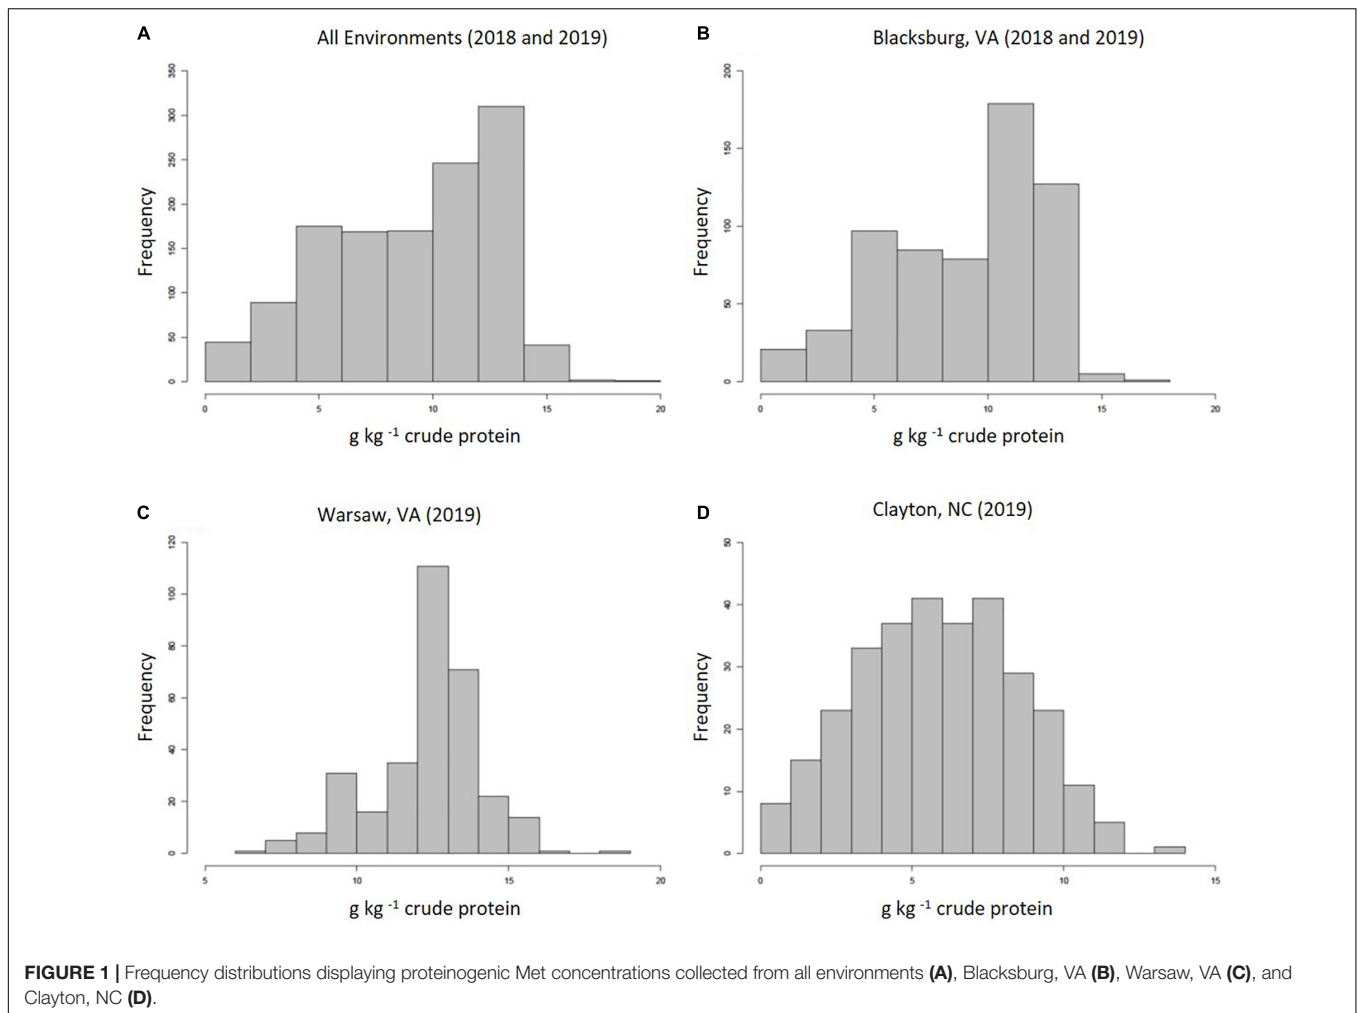 A
All Environments (2018 and 2019)
Frequency
350
300
250
200
150
100
50
0
0 5 10 15 20
g kg -1 crude protein
B
Blacksburg, VA (2018 and 2019)
Frequency
200
150
100
50
0
0 5 10 15 20
g kg -1 crude protein
C
Warsaw, VA (2019)
Frequency
120
100
80
60
40
20
0
5 10 15 20
g kg -1 crude protein
D
Clayton, NC (2019)
Frequency
50
40
30
20
10
0
0 5 10 15
g kg -1 crude protein
FIGURE 1 | Frequency distributions displaying proteinogenic Met concentrations collected from all environments (A), Blacksburg, VA (B), Warsaw, VA (C), and
Clayton, NC (D).